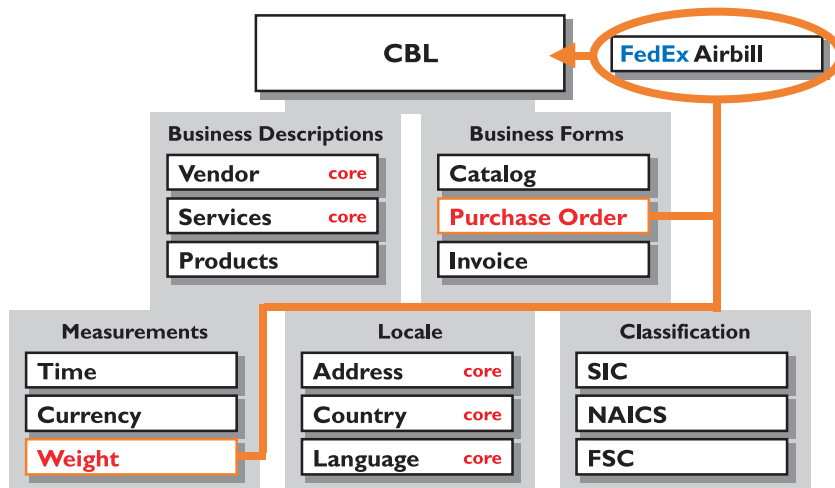 CBL
FedEx Airbill
Business Descriptions
Vendor core
Services core
Products
Business Forms
Catalog
Purchase Order
Invoice
Measurements
Time
Currency
Weight
Locale
Address core
Country core
Language core
Classification
SIC
NAICS
FSC